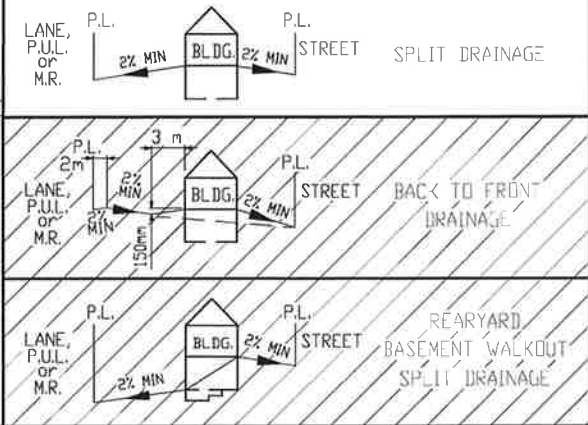 P.L.
P.L.
LANE,
P.U.L.
or
M.R.
2% MIN
BLDG.
2% MIN
STREET
SPLIT DRAINAGE
P.L.
2m
3 m
P.L.
LANE,
P.U.L.
or
M.R.
2%
MIN
2%
MIN
150mm
BLDG.
2% MIN
STREET
BACK TO FRONT
DRAINAGE
P.L.
P.L.
LANE,
P.U.L.
or
M.R.
2% MIN
BLDG.
2% MIN
STREET
REARYARD
BASEMENT WALKOUT
SPLIT DRAINAGE